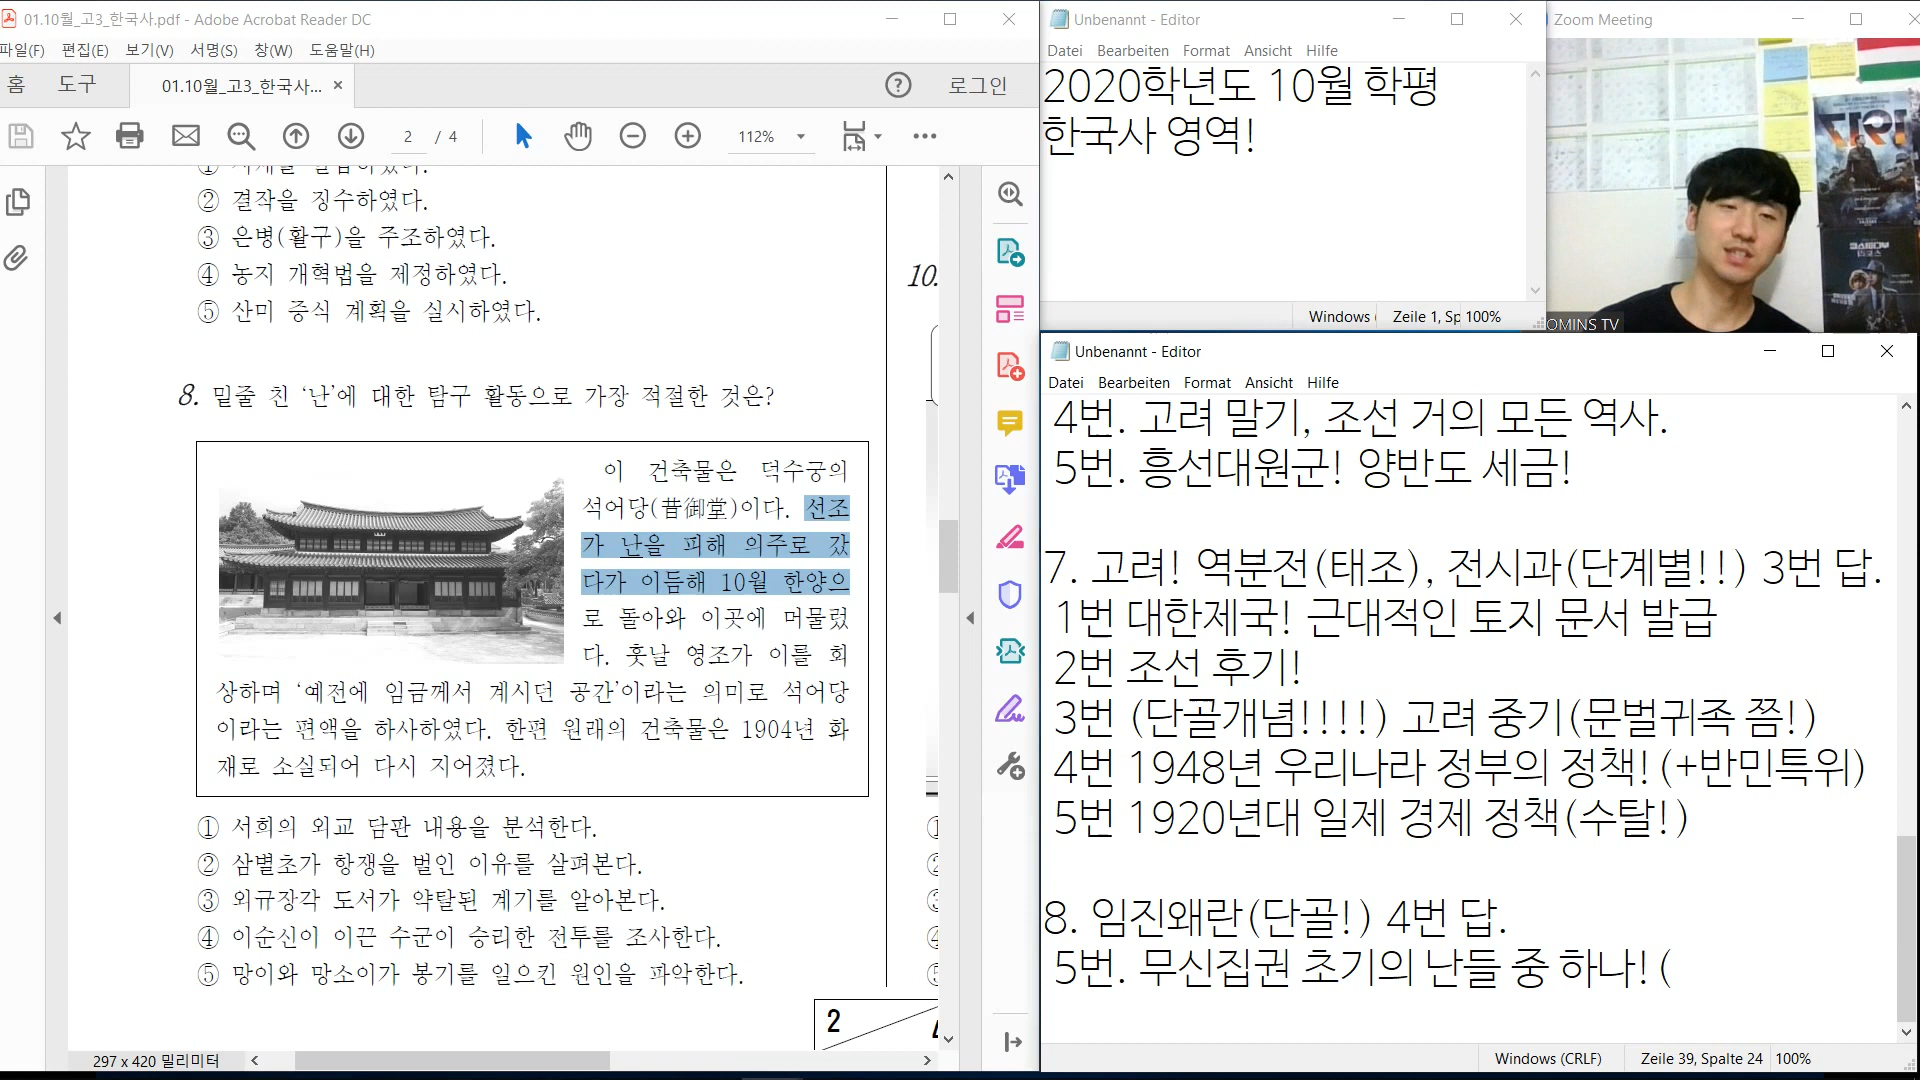 01.10월_고3_한국사.pdf - Adobe Acrobat Reader DC
파일(F) 편집(E) 보기(V) 서명(S) 창(W) 도움말(H)
홈 도구 01.10월_고3_한국사... × 로그인
2 / 4 112%
② 결작을 징수하였다.
③ 은병(활구)을 주조하였다.
④ 농지 개혁법을 제정하였다.
⑤ 산미 증식 계획을 실시하였다.
10.
8. 밑줄 친 ‘난’에 대한 탐구 활동으로 가장 적절한 것은?
이 건축물은 덕수궁의
석어당(昔御堂)이다. 선조
가 난을 피해 의주로 갔
다가 이듬해 10월 한양으
로 돌아와 이곳에 머물렀
다. 훗날 영조가 이를 회
상하며 ‘예전에 임금께서 계시던 공간’이라는 의미로 석어당
이라는 편액을 하사하였다. 한편 원래의 건축물은 1904년 화
재로 소실되어 다시 지어졌다.
① 서희의 외교 담판 내용을 분석한다.
② 삼별초가 항쟁을 벌인 이유를 살펴본다.
③ 외규장각 도서가 약탈된 계기를 알아본다.
④ 이순신이 이끈 수군이 승리한 전투를 조사한다.
⑤ 망이와 망소이가 봉기를 일으킨 원인을 파악한다.
2
297 x 420 밀리미터
Unbenannt - Editor
Datei Bearbeiten Format Ansicht Hilfe
2020학년도 10월 학평
한국사 영역!
Windows ( Zeile 1, Sp 100%
Zoom Meeting
OMINS TV
Unbenannt - Editor
Datei Bearbeiten Format Ansicht Hilfe
4번. 고려 말기, 조선 거의 모든 역사.
5번. 흥선대원군! 양반도 세금!
7. 고려! 역분전(태조), 전시과(단계별!!) 3번 답.
1번 대한제국! 근대적인 토지 문서 발급
2번 조선 후기!
3번 (단골개념!!!!) 고려 중기(문벌귀족 쯤!)
4번 1948년 우리나라 정부의 정책! (+반민특위)
5번 1920년대 일제 경제 정책(수탈!)
8. 임진왜란(단골!) 4번 답.
5번. 무신집권 초기의 난들 중 하나! (
Windows (CRLF) Zeile 39, Spalte 24 100%